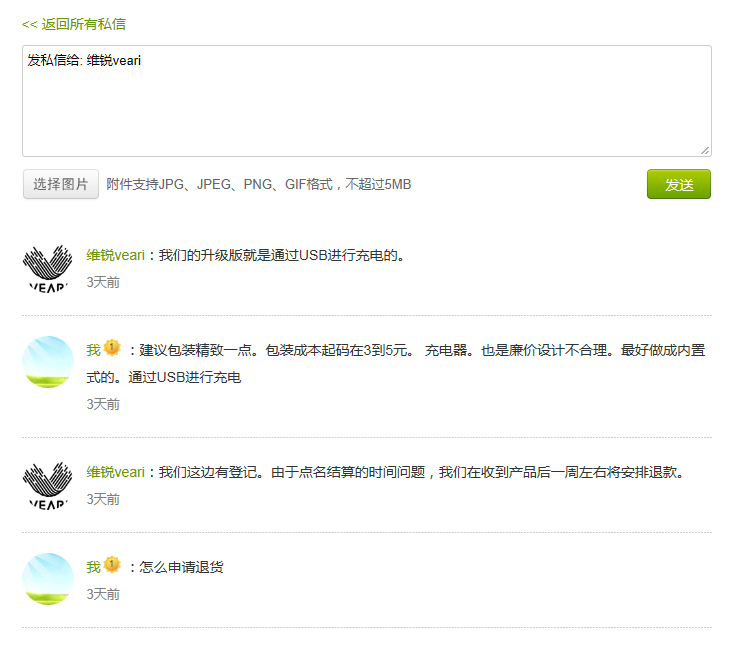 << 返回所有私信
发私信给: 维锐veari
选择图片 附件支持JPG、JPEG、PNG、GIF格式，不超过5MB 发送
维锐veari：我们的升级版就是通过USB进行充电的。
VEARI
3天前
我 1 ：建议包装精致一点。包装成本起码在3到5元。 充电器。也是廉价设计不合理。最好做成内置
式的。通过USB进行充电
3天前
维锐veari：我们这边有登记。由于点名结算的时间问题，我们在收到产品后一周左右将安排退款。
VEARI
3天前
我 1 ：怎么申请退货
3天前